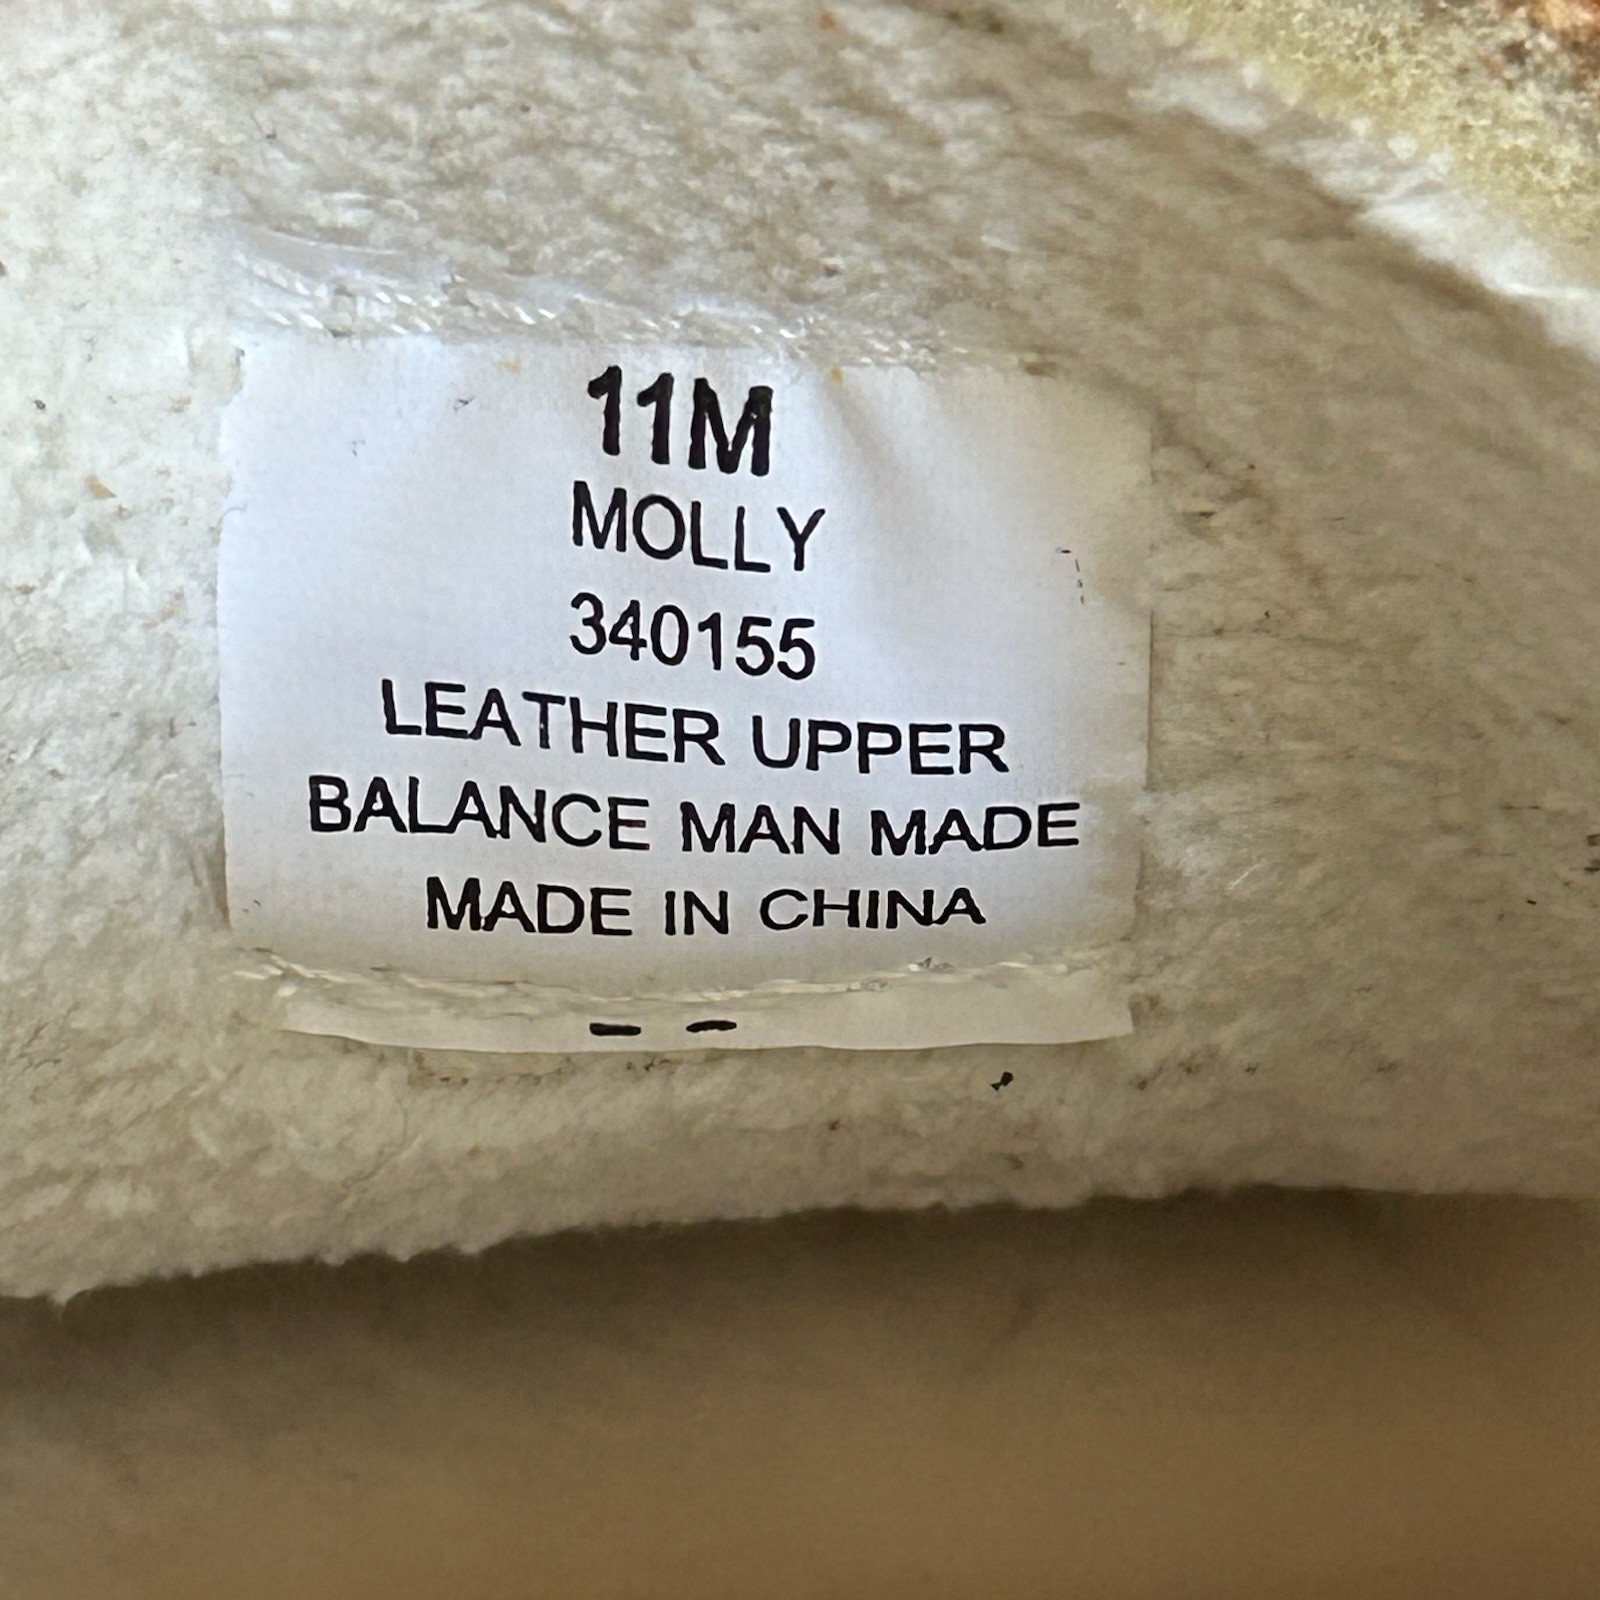 11M
MOLLY
340155
LEATHER UPPER
BALANCE MAN MADE
MADE IN CHINA
- -